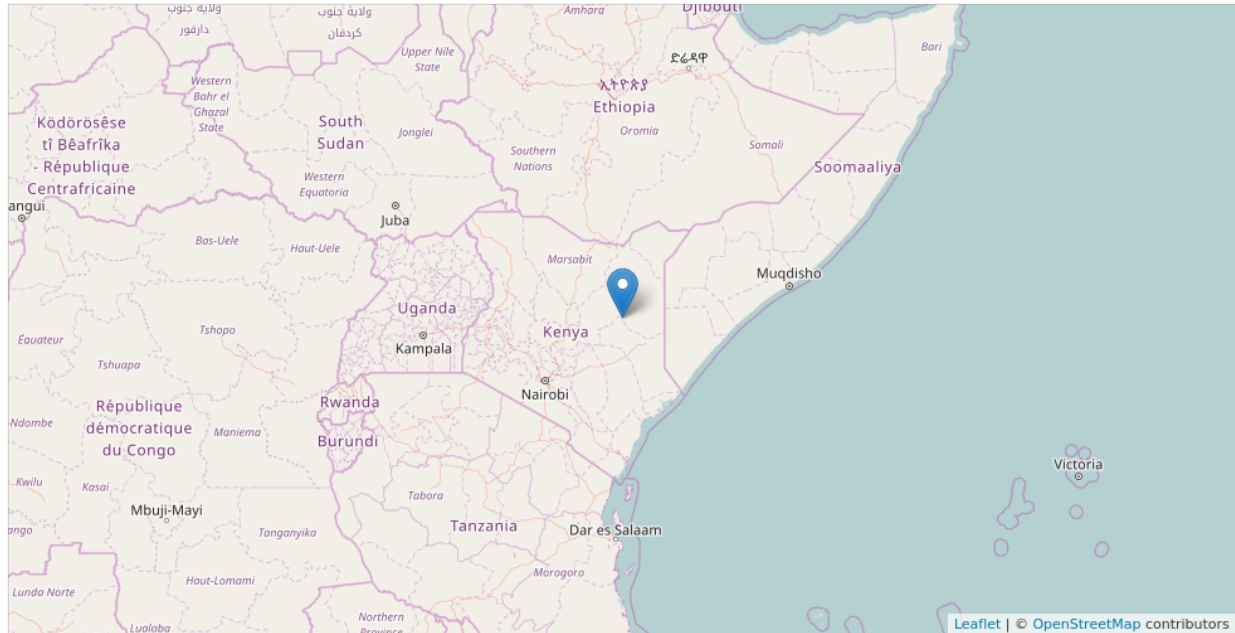 ولاية جنوب
دارفور
ولاية جنوب
كردفان
Amhara
Djibouti
Bari
Upper Nile
State
ድሬዳዋ
Western
Bahr el
Ghazal
State
ኢትዮጵያ
Ethiopia
Ködörösêse
tî Bêafrîka
- République
Centrafricaine
South
Sudan
Jonglei
Oromia
Somali
Southern
Nations
Soomaaliya
Western
Equatoria
angui
Juba
Bas-Uele
Haut-Uele
Marsabit
Muqdisho
Uganda
Kenya
Tshopo
Éauateur
Kampala
Tshuapa
Nairobi
Rwanda
République
démocratique
du Congo
Ndombe
Maniema
Burundi
Victoria
Kwilu
Kasaï
Tabora
Mbuji-Mayi
ango
Tanganyika
Tanzania
Dar es Salaam
Morogoro
Haut-Lomami
Lunda Norte
Northern
Province
Lualaba
Leaflet | © OpenStreetMap contributors